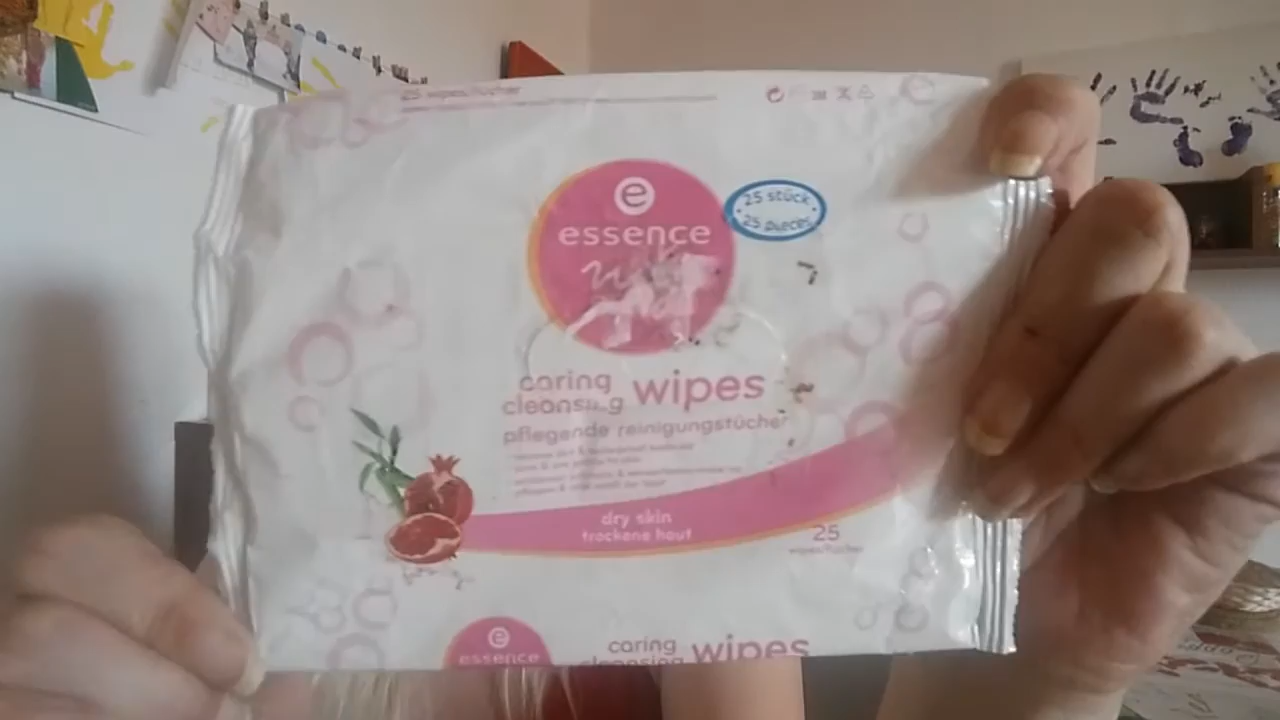 25 wipes/tücher
e
essence
25 stück
25 pieces
caring
cleansing wipes
pflegende reinigungstücher
dry skin
trockene haut
25
wipes/tücher
e
essence
caring
cleansing wipes